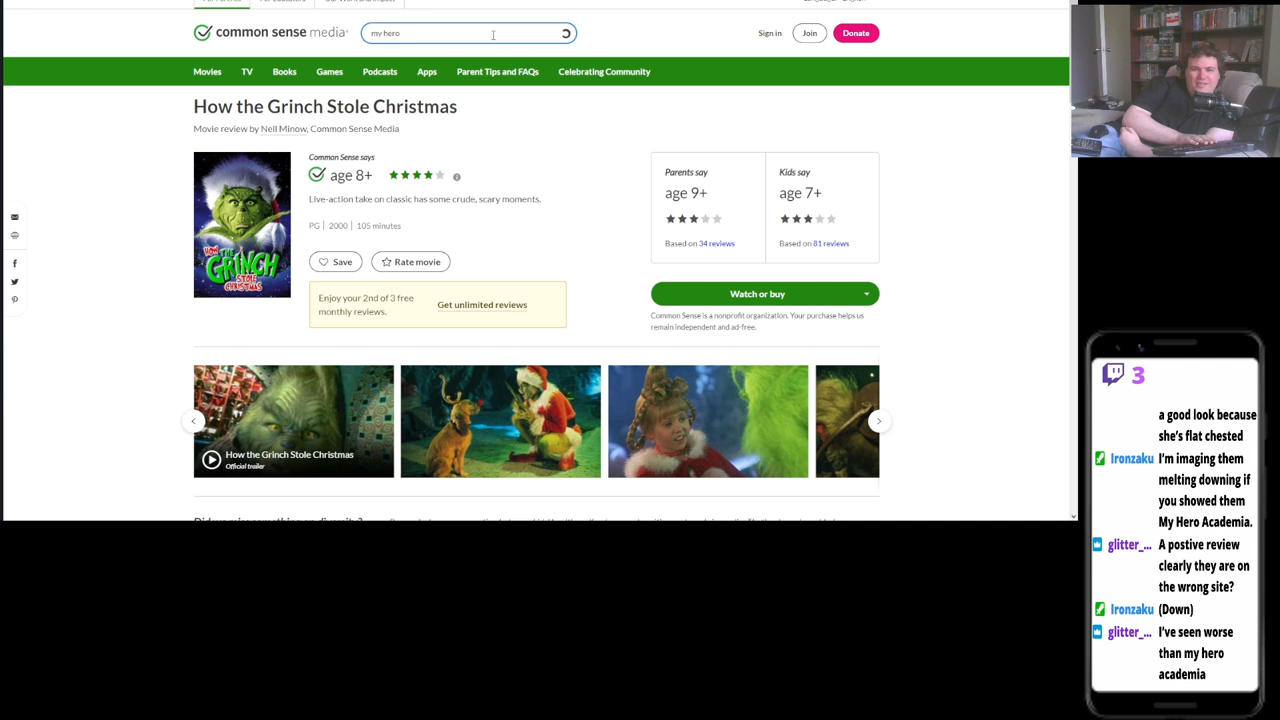 common sense media
my hero
Sign in
Join
Donate
Movies
TV
Books
Games
Podcasts
Apps
Parent Tips and FAQs
Celebrating Community
How the Grinch Stole Christmas
Movie review by Nell Minow, Common Sense Media
HOW
THE
GRINCH
STOLE
CHRISTMAS
Common Sense says
age 8+
Live-action take on classic has some crude, scary moments.
PG | 2000 | 105 minutes
Save
Rate movie
Enjoy your 2nd of 3 free
monthly reviews.
Get unlimited reviews
Parents say
age 9+
Based on 34 reviews
Kids say
age 7+
Based on 81 reviews
Watch or buy
Common Sense is a nonprofit organization. Your purchase helps us
remain independent and ad-free.
How the Grinch Stole Christmas
Official trailer
3
a good look because
she's flat chested
Ironzaku I'm imaging them
melting downing if
you showed them
My Hero Academia.
glitter_... A postive review
clearly they are on
the wrong site?
Ironzaku (Down)
glitter_... I've seen worse
than my hero
academia